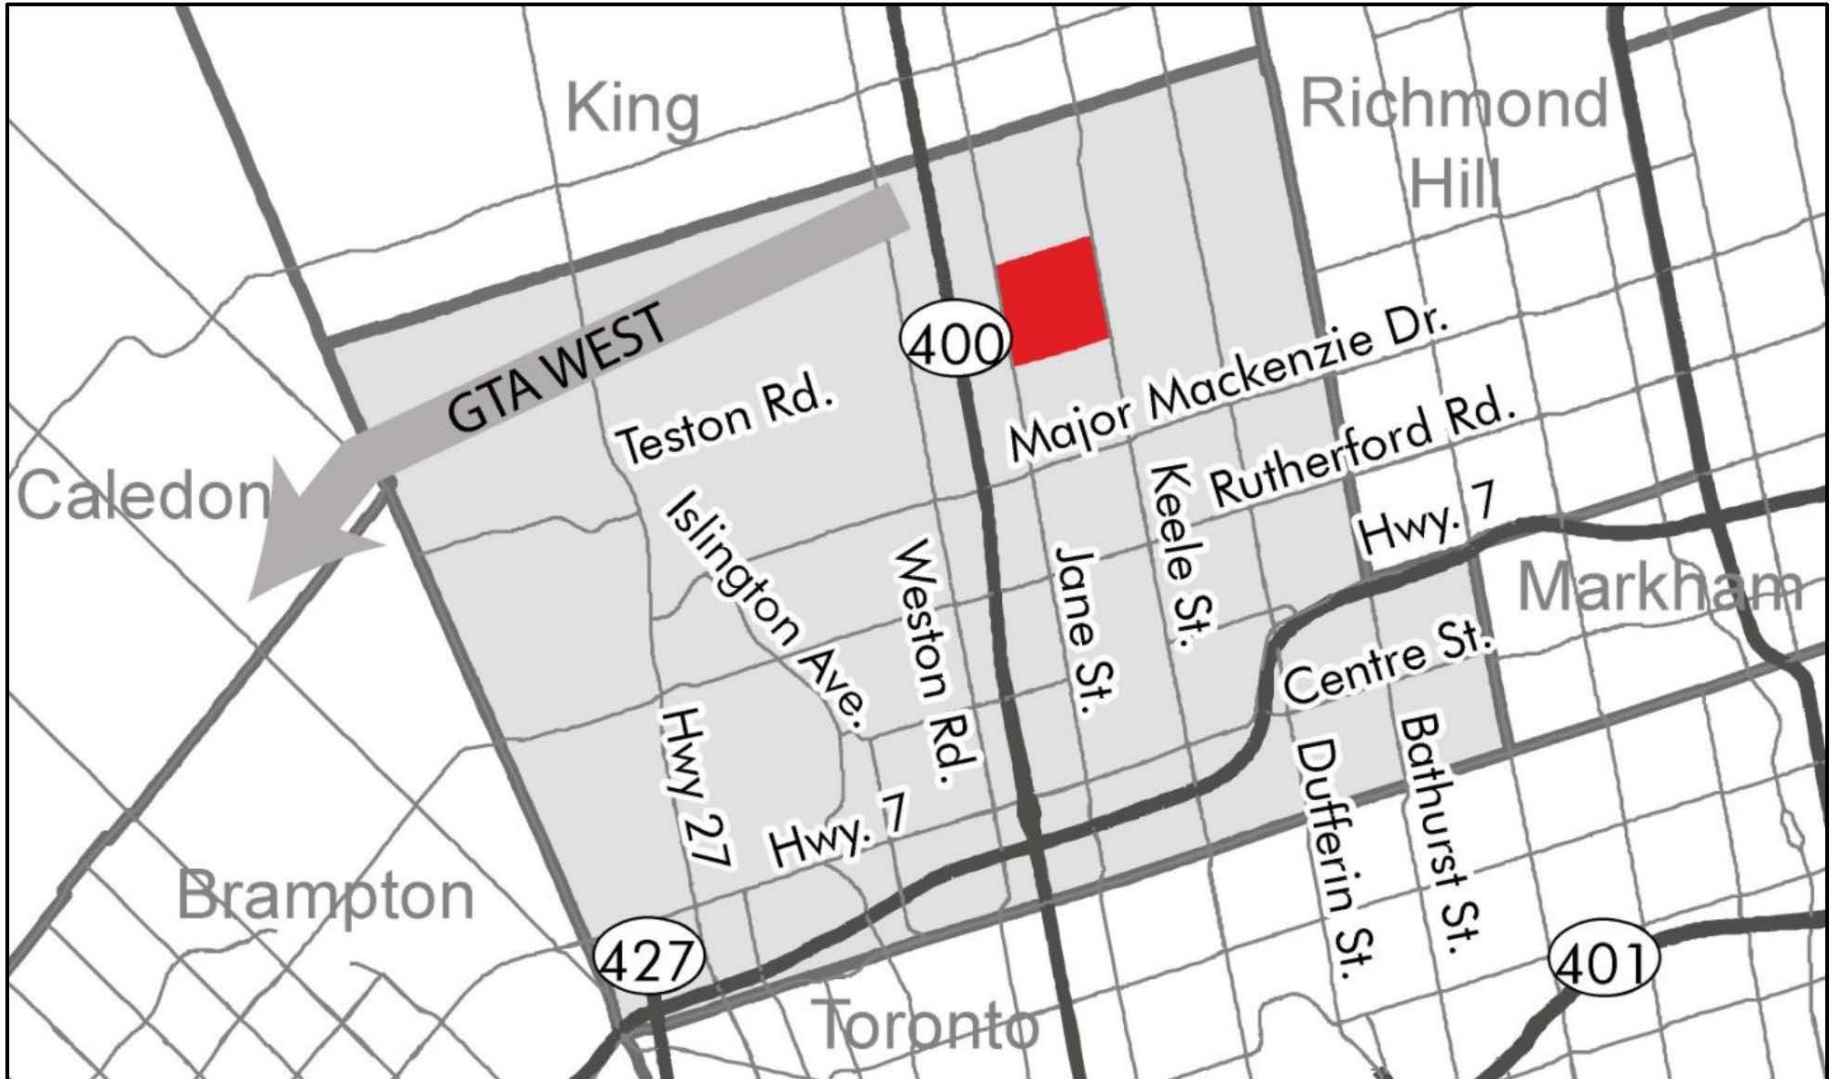 King
Richmond
Hill
GTA WEST
400
Teston Rd.
Major Mackenzie Dr.
Rutherford Rd.
Caledon
Hwy. 7
Islington Ave.
Weston Rd.
Jane St.
Keele St.
Markham
Centre St.
Hwy 27
Hwy. 7
Dufferin St.
Bathurst St.
Brampton
427
401
Toronto